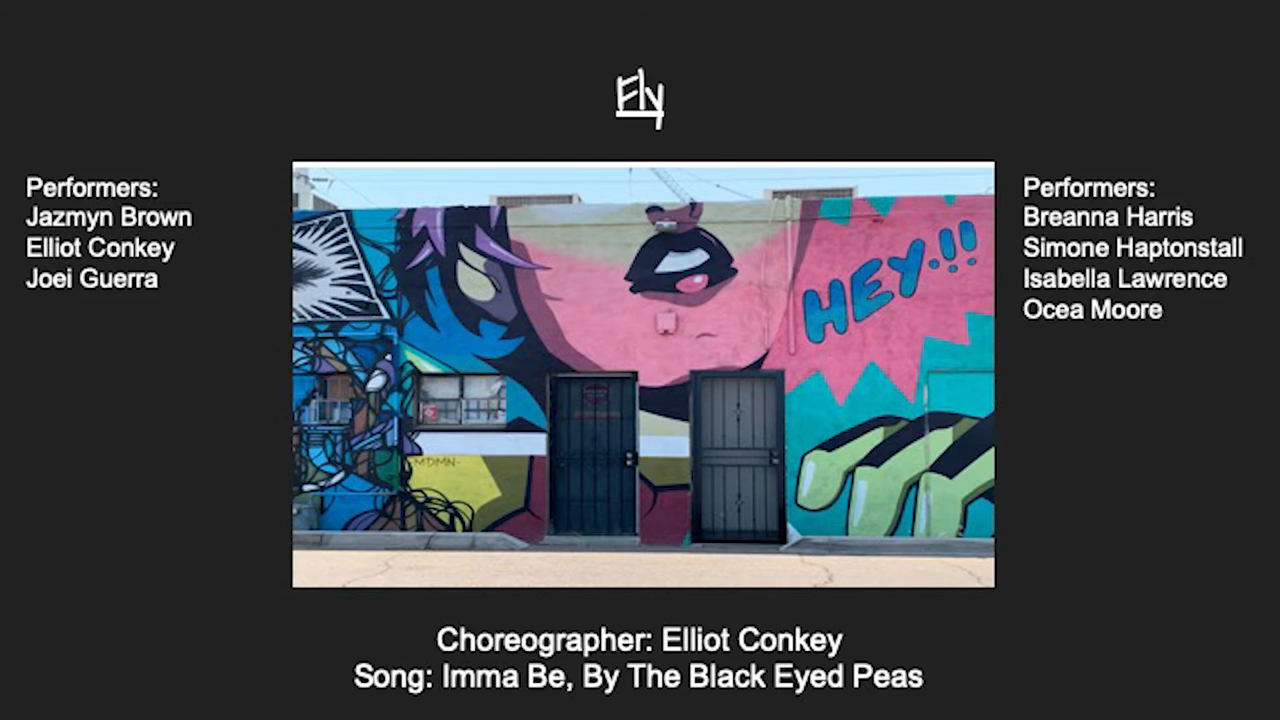 Fly
Performers:
Jazmyn Brown
Elliot Conkey
Joei Guerra
HEY.!!
MDMN-
Performers:
Breanna Harris
Simone Haptonstall
Isabella Lawrence
Ocea Moore
Choreographer: Elliot Conkey
Song: Imma Be, By The Black Eyed Peas